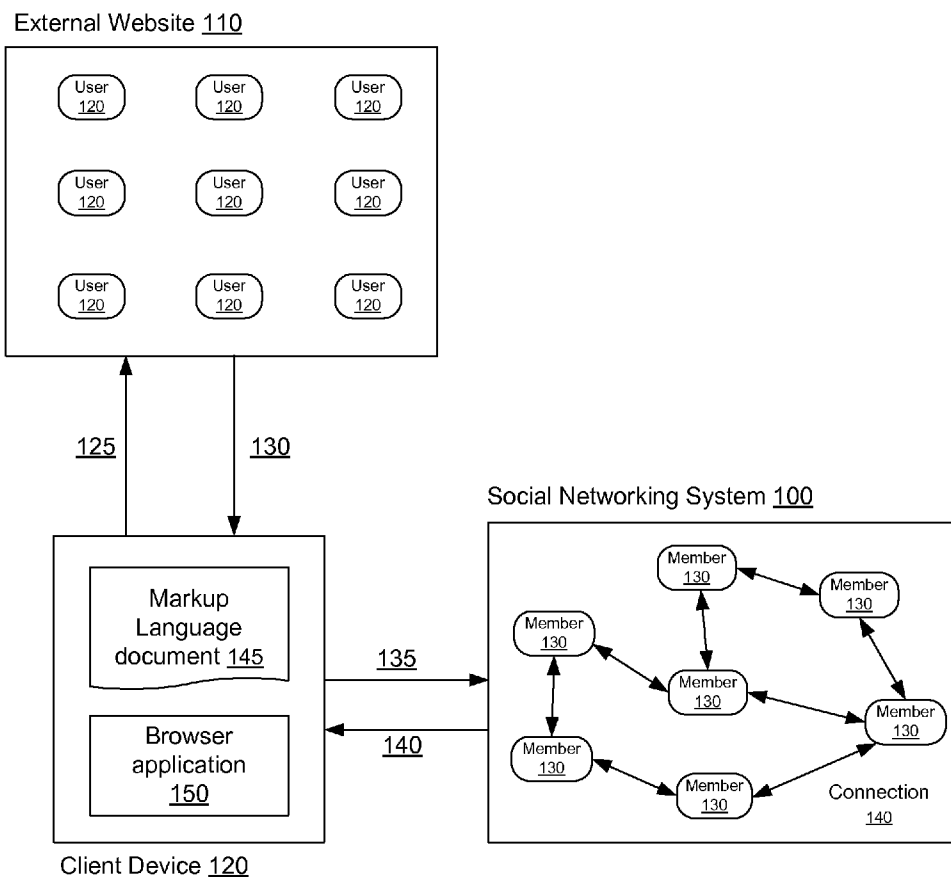 External Website 110
User
120
User
120
User
120
User
120
User
120
User
120
User
120
User
120
User
120
125
130
Social Networking System 100
Member
130
Member
130
Member
130
Member
130
Member
130
Member
130
Member
130
Connection
140
Markup
Language
document 145
Browser
application
150
135
140
Client Device 120